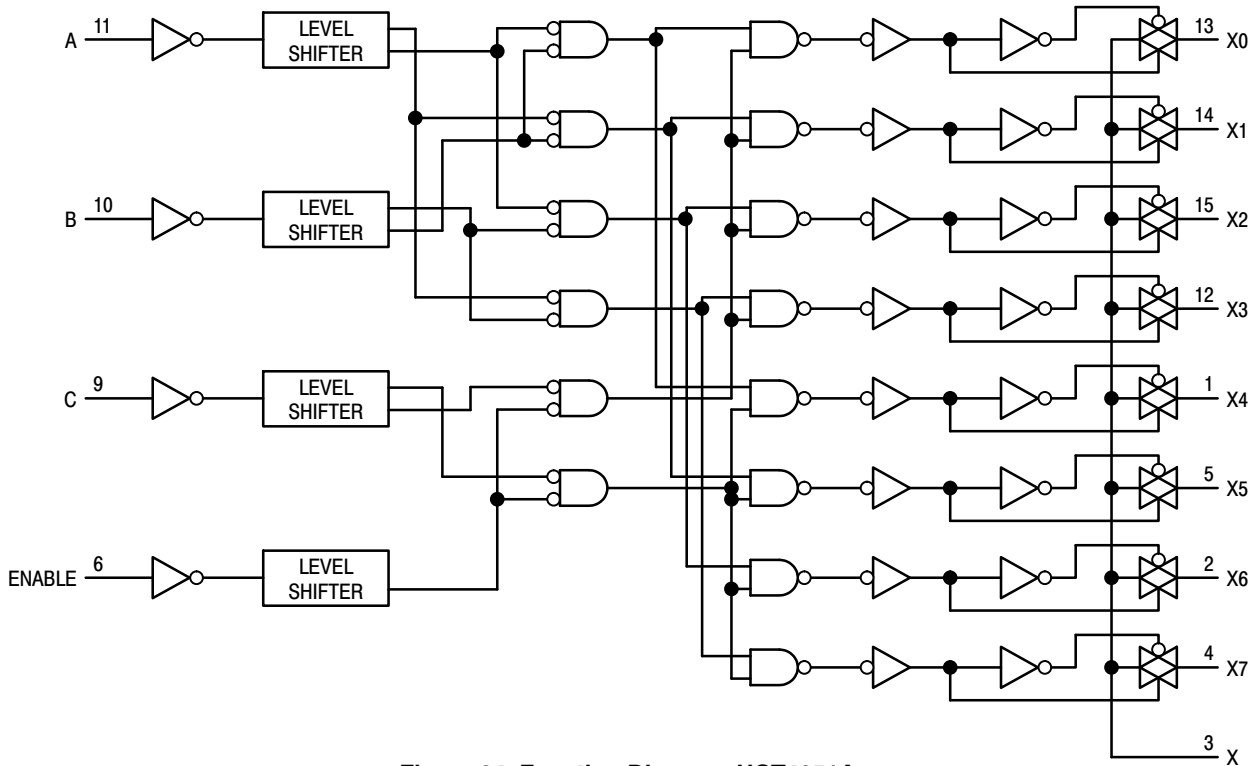 A 11
LEVEL
SHIFTER
13 X0
14 X1
B 10
LEVEL
SHIFTER
15 X2
12 X3
C 9
LEVEL
SHIFTER
1 X4
5 X5
ENABLE 6
LEVEL
SHIFTER
2 X6
4 X7
3 X